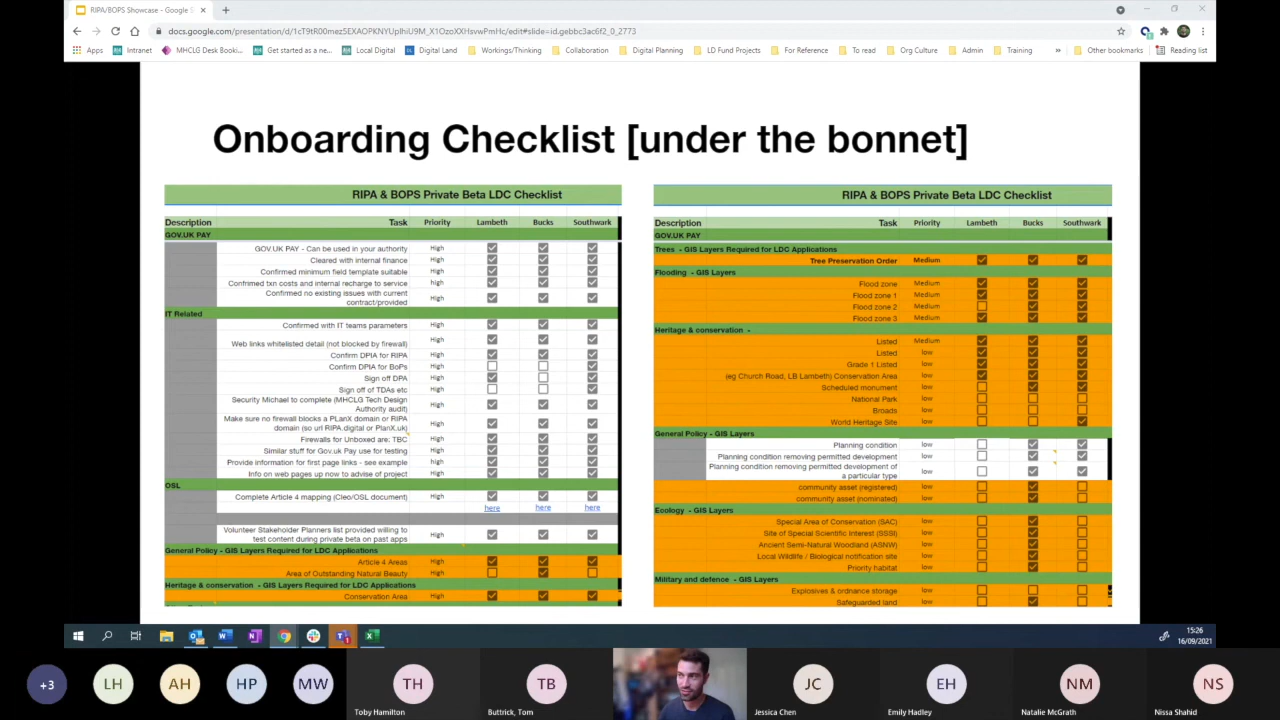 RIPA/BOPS Showcase - Google S
docs.google.com/presentation/d/1cT9tR00mez5EXAOPKNYUplhiU9M_X1OzoXXHsvwPmHc/edit#slide=id.gebbc3ac6f2_0_2773
Apps Intranet MHCLG Desk Booki... Get started as a ne... Local Digital Digital Land Workings/Thinking Collaboration Digital Planning LD Fund Projects For Reference To read Org Culture Admin Training » Other bookmarks Reading list
Onboarding Checklist [under the bonnet]
RIPA & BOPS Private Beta LDC Checklist
Description Task Priority Lambeth Bucks Southwark
GOV.UK PAY
GOV.UK PAY - Can be used in your authority High
Cleared with internal finance High
Confirmed minimum field template suitable High
Confrimed txn costs and internal recharge to service high
Confirmed no existing issues with current
contract/provided High
IT Related
Confirmed with IT teams parameters High
Web links whitelisted detail (not blocked by firewall) High
Confirm DPIA for RIPA High
Confirm DPIA for BoPs High
Sign off DPA High
Sign off of TDAs etc High
Security Michael to complete (MHCLG Tech Design
Authority audit) High
Make sure no firewall blocks a PLanX domain or RIPA
domain (so url RIPA.digital or PlanX.uk) High
Firewalls for Unboxed are: TBC High
Similar stuff for Gov.uk Pay use for testing High
Provide information for first page links - see example High
Info on web pages up now to advise of project High
OSL
Complete Article 4 mapping (Cleo/OSL document) High
here here here
Volunteer Stakeholder Planners list provided willing to
test content during private beta on past apps High
General Policy - GIS Layers Required for LDC Applications
Article 4 Areas High
Area of Outstanding Natural Beauty High
Heritage & conservation - GIS Layers Required for LDC Applications
Conservation Area High
RIPA & BOPS Private Beta LDC Checklist
Description Task Priority Lambeth Bucks Southwark
GOV.UK PAY
Trees - GIS Layers Required for LDC Applications
Tree Preservation Order Medium
Flooding - GIS Layers
Flood zone Medium
Flood zone 1 Medium
Flood zone 2 Medium
Flood zone 3 Medium
Heritage & conservation -
Listed Medium
Listed low
Grade 1 Listed low
(eg Church Road, LB Lambeth) Conservation Area low
Scheduled monument low
National Park low
Broads low
World Heritage Site low
General Policy - GIS Layers
Planning condition low
Planning condition removing permitted development low
Planning condition removing permitted development of
a particular type low
community asset (registered) low
community asset (nominated) low
Ecology - GIS Layers
Special Area of Conservation (SAC) low
Site of Special Scientific Interest (SSSI) low
Ancient Semi-Natural Woodland (ASNW) low
Local Wildlife / Biological notification site low
Priority habitat low
Military and defence - GIS Layers
Explosives & ordnance storage low
Safeguarded land low
15:26
16/09/2021
+3 LH AH HP MW TH TB JC EH NM NS
Toby Hamilton Buttrick, Tom Jessica Chen Emily Hadley Natalie McGrath Nissa Shahid